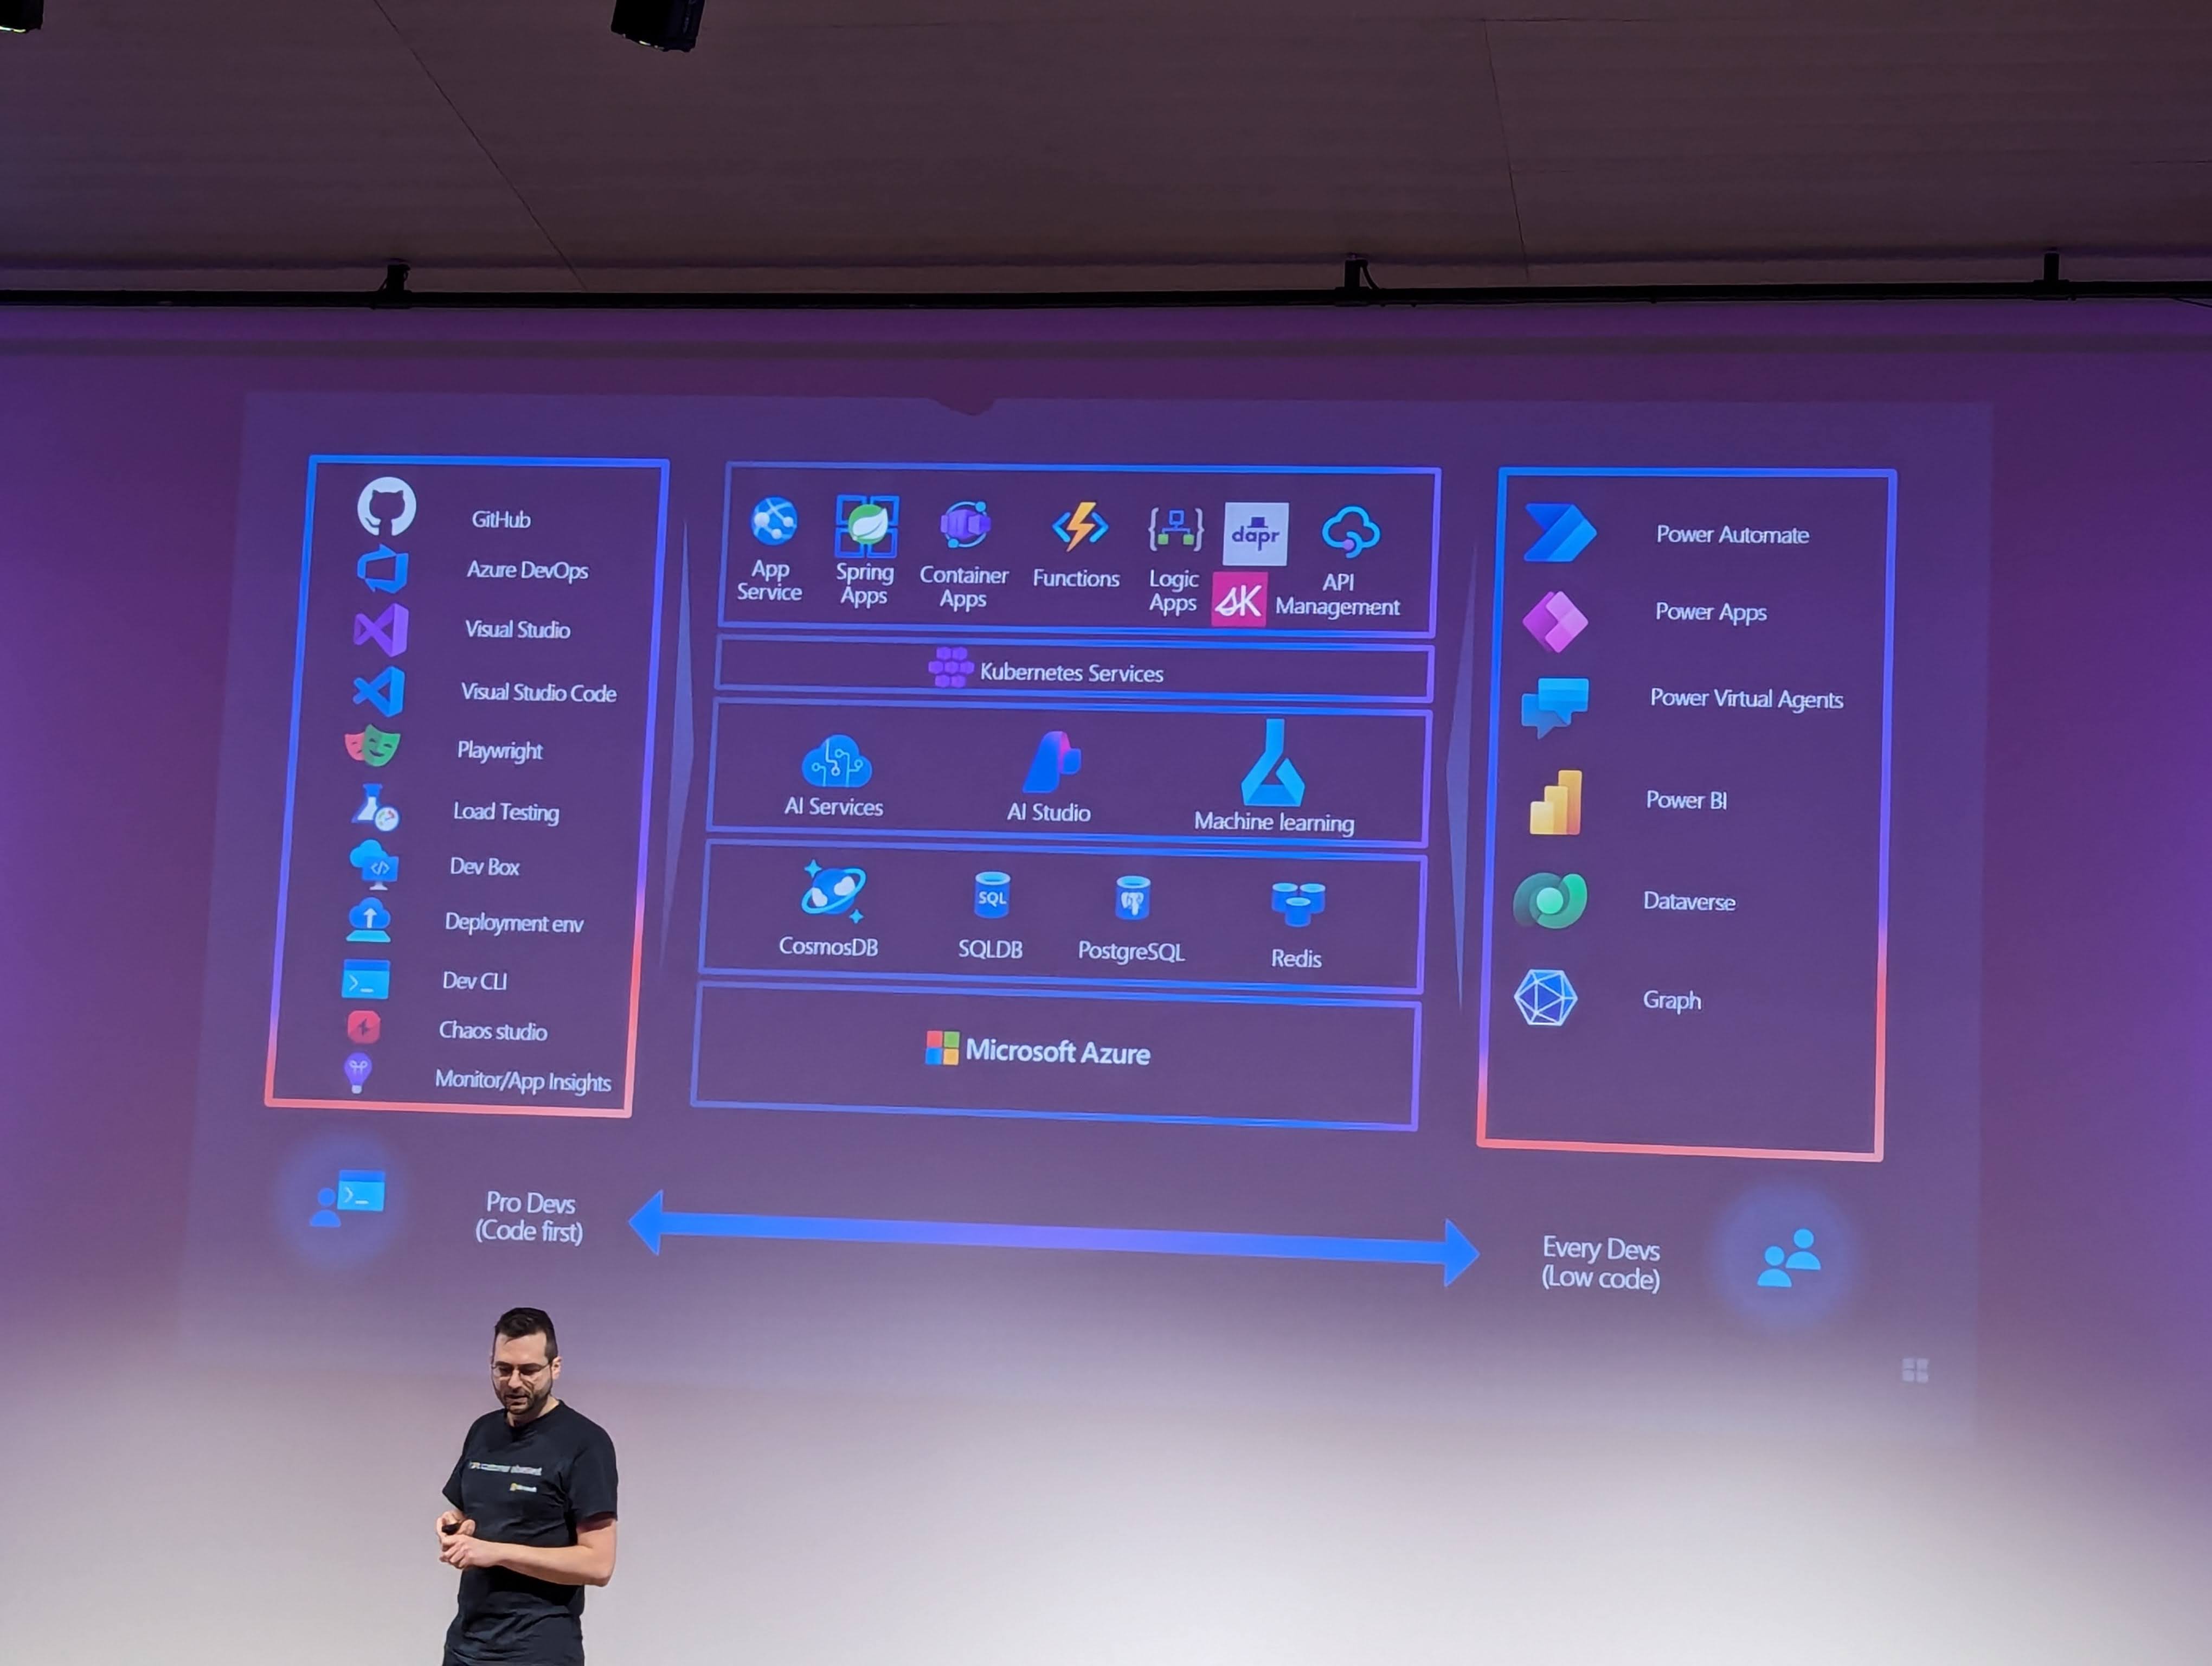 GitHub
Azure DevOps
Visual Studio
Visual Studio Code
Playwright
Load Testing
Dev Box
Deployment env
Dev CLI
Chaos studio
Monitor/App Insights
App
Service
Spring
Apps
Container
Apps
Functions
Logic
Apps
dapr
SK
API
Management
Kubernetes Services
AI Services
AI Studio
Machine learning
CosmosDB
SQL
SQLDB
PostgreSQL
Redis
Microsoft Azure
Power Automate
Power Apps
Power Virtual Agents
Power BI
Dataverse
Graph
Pro Devs
(Code first)
Every Devs
(Low code)